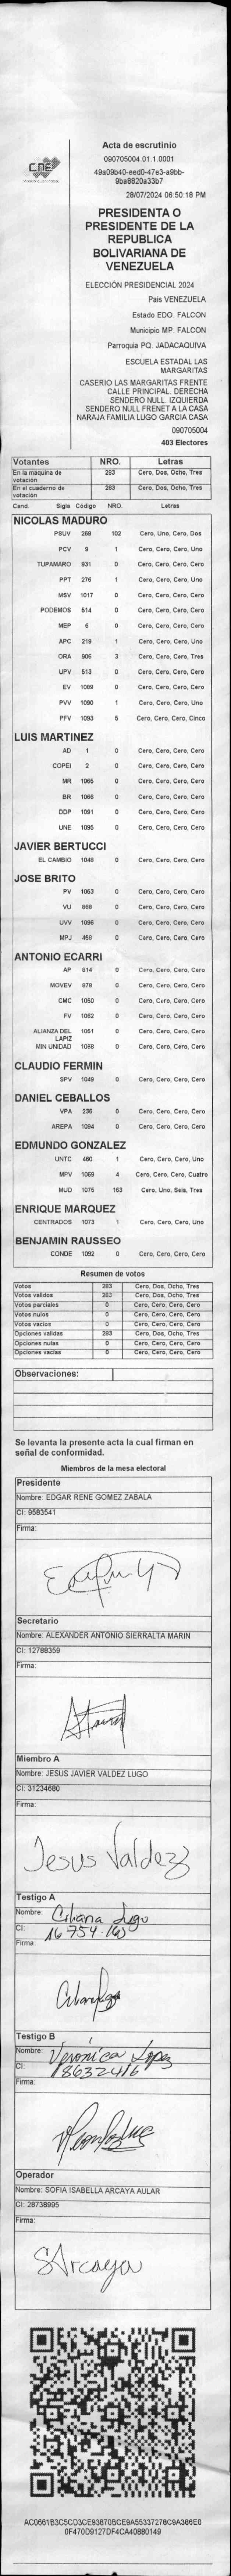 CNE
Acta de escrutinio
090705004.01.1.0001
49a09b40-eed0-47e3-a9bb-
9ba8820a33b7
28/07/2024 06:50:18 PM
PRESIDENTA O
PRESIDENTE DE LA
REPUBLICA
BOLIVARIANA DE
VENEZUELA
ELECCIÓN PRESIDENCIAL 2024
Pais VENEZUELA
Estado EDO. FALCON
Municipio MP. FALCON
Parroquia PQ. JADACAQUIVA
ESCUELA ESTADAL LAS
MARGARITAS
CASERIO LAS MARGARITAS FRENTE
CALLE PRINCIPAL. DERECHA
SENDERO NULL. IZQUIERDA
SENDERO NULL FRENET A LA CASA
NARAJA FAMILIA LUGO GARCIA CASA
090705004
403 Electores
Votantes NRO. Letras
En la máquina de votación 283 Cero, Dos, Ocho, Tres
En el cuaderno de votación 283 Cero, Dos, Ocho, Tres
Cand. Sigla Código NRO. Letras
NICOLAS MADURO
PSUV 269 102 Cero, Uno, Cero, Dos
PCV 9 1 Cero, Cero, Cero, Uno
TUPAMARO 931 0 Cero, Cero, Cero, Cero
PPT 276 1 Cero, Cero, Cero, Uno
MSV 1017 0 Cero, Cero, Cero, Cero
PODEMOS 514 0 Cero, Cero, Cero, Cero
MEP 6 0 Cero, Cero, Cero, Cero
APC 219 1 Cero, Cero, Cero, Uno
ORA 906 3 Cero, Cero, Cero, Tres
UPV 513 0 Cero, Cero, Cero, Cero
EV 1089 0 Cero, Cero, Cero, Cero
PVV 1090 1 Cero, Cero, Cero, Uno
PFV 1093 5 Cero, Cero, Cero, Cinco
LUIS MARTINEZ
AD 1 0 Cero, Cero, Cero, Cero
COPEI 2 0 Cero, Cero, Cero, Cero
MR 1065 0 Cero, Cero, Cero, Cero
BR 1066 0 Cero, Cero, Cero, Cero
DDP 1091 0 Cero, Cero, Cero, Cero
UNE 1095 0 Cero, Cero, Cero, Cero
JAVIER BERTUCCI
EL CAMBIO 1048 0 Cero, Cero, Cero, Cero
JOSE BRITO
PV 1053 0 Cero, Cero, Cero, Cero
VU 868 0 Cero, Cero, Cero, Cero
UVV 1096 0 Cero, Cero, Cero, Cero
MPJ 458 0 Cero, Cero, Cero, Cero
ANTONIO ECARRI
AP 814 0 Cero, Cero, Cero, Cero
MOVEV 878 0 Cero, Cero, Cero, Cero
CMC 1050 0 Cero, Cero, Cero, Cero
FV 1052 0 Cero, Cero, Cero, Cero
ALIANZA DEL LAPIZ 1051 0 Cero, Cero, Cero, Cero
MIN UNIDAD 1068 0 Cero, Cero, Cero, Cero
CLAUDIO FERMIN
SPV 1049 0 Cero, Cero, Cero, Cero
DANIEL CEBALLOS
VPA 236 0 Cero, Cero, Cero, Cero
AREPA 1094 0 Cero, Cero, Cero, Cero
EDMUNDO GONZALEZ
UNTC 460 1 Cero, Cero, Cero, Uno
MPV 1069 4 Cero, Cero, Cero, Cuatro
MUD 1075 163 Cero, Uno, Seis, Tres
ENRIQUE MARQUEZ
CENTRADOS 1073 1 Cero, Cero, Cero, Uno
BENJAMIN RAUSSEO
CONDE 1092 0 Cero, Cero, Cero, Cero
Resumen de votos
Votos 283 Cero, Dos, Ocho, Tres
Votos validos 283 Cero, Dos, Ocho, Tres
Votos parciales 0 Cero, Cero, Cero, Cero
Votos nulos 0 Cero, Cero, Cero, Cero
Votos vacios 0 Cero, Cero, Cero, Cero
Opciones validas 283 Cero, Dos, Ocho, Tres
Opciones nulas 0 Cero, Cero, Cero, Cero
Opciones vacias 0 Cero, Cero, Cero, Cero
Observaciones:
Se levanta la presente acta la cual firman en
señal de conformidad.
Miembros de la mesa electoral
Presidente
Nombre: EDGAR RENE GOMEZ ZABALA
CI: 9583541
Firma:
Secretario
Nombre: ALEXANDER ANTONIO SIERRALTA MARIN
CI: 12788359
Firma:
Miembro A
Nombre: JESUS JAVIER VALDEZ LUGO
CI: 31234680
Firma:
Jesus Valdez
Testigo A
Nombre: Lugo
CI:
Firma:
Testigo B
Nombre: Veronica Lopez
CI: 18632416
Firma:
Operador
Nombre: SOFIA ISABELLA ARCAYA AULAR
CI: 28738995
Firma:
SArcaya
AC0661B3C5CD3CE93870BCE9A55337278C9A386E0
0F470D9127DF4CA40880149